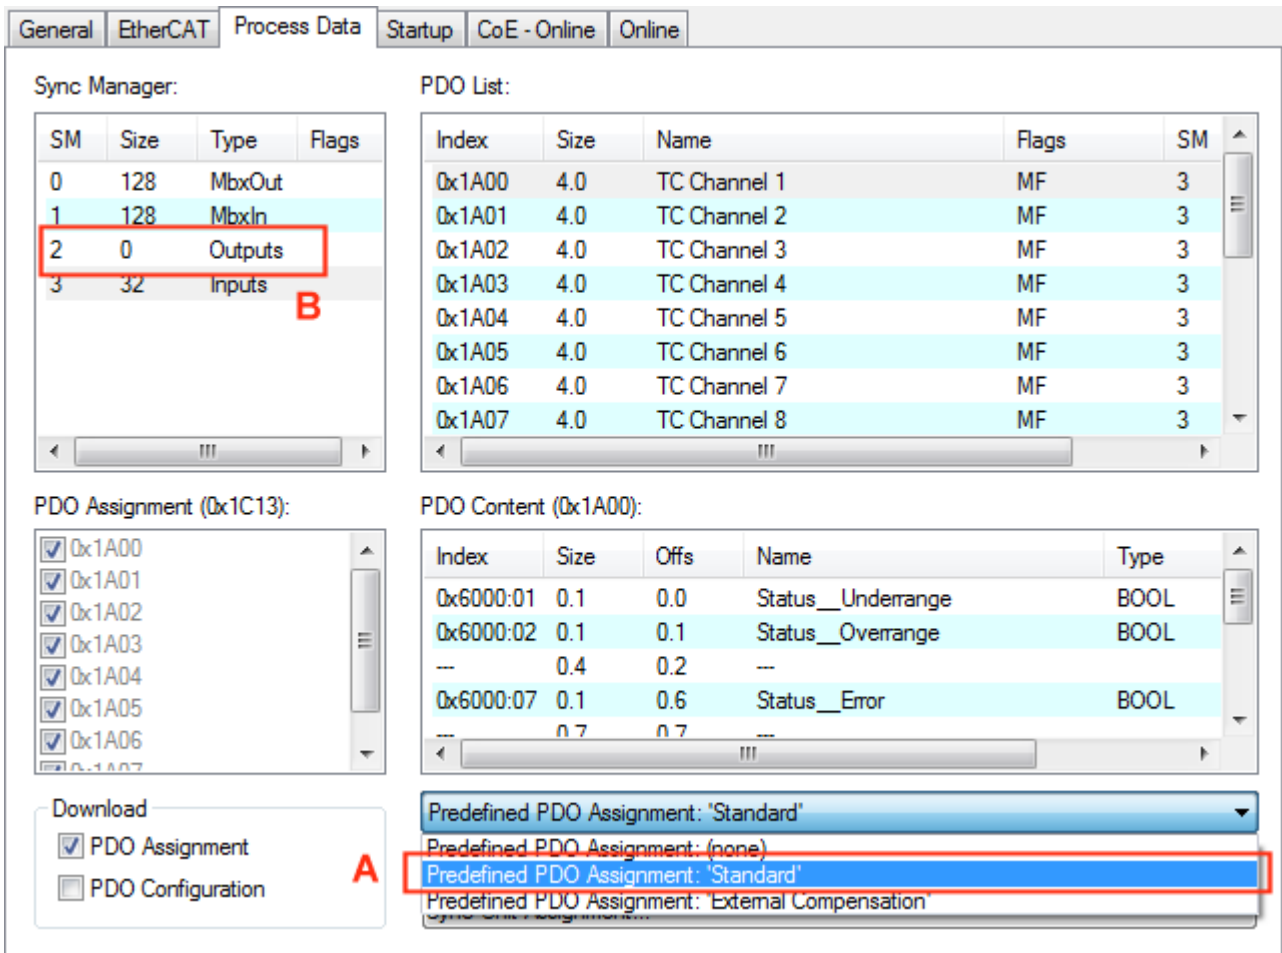 General EtherCAT Process Data Startup CoE - Online Online
Sync Manager:
SM Size Type Flags
0 128 MbxOut
1 128 MbxIn
2 0 Outputs
3 32 Inputs
B
PDO List:
Index Size Name Flags SM
0x1A00 4.0 TC Channel 1 MF 3
0x1A01 4.0 TC Channel 2 MF 3
0x1A02 4.0 TC Channel 3 MF 3
0x1A03 4.0 TC Channel 4 MF 3
0x1A04 4.0 TC Channel 5 MF 3
0x1A05 4.0 TC Channel 6 MF 3
0x1A06 4.0 TC Channel 7 MF 3
0x1A07 4.0 TC Channel 8 MF 3
PDO Assignment (0x1C13):
0x1A00
0x1A01
0x1A02
0x1A03
0x1A04
0x1A05
0x1A06
0x1A07
PDO Content (0x1A00):
Index Size Offs Name Type
0x6000:01 0.1 0.0 Status__Underrange BOOL
0x6000:02 0.1 0.1 Status__Overrange BOOL
--- 0.4 0.2 ---
0x6000:07 0.1 0.6 Status__Error BOOL
--- 0.7 0.7 ---
Download
PDO Assignment
PDO Configuration
A
Predefined PDO Assignment: 'Standard'
Predefined PDO Assignment: (none)
Predefined PDO Assignment: 'Standard'
Predefined PDO Assignment: 'External Compensation'
Sync Unit Assignment...